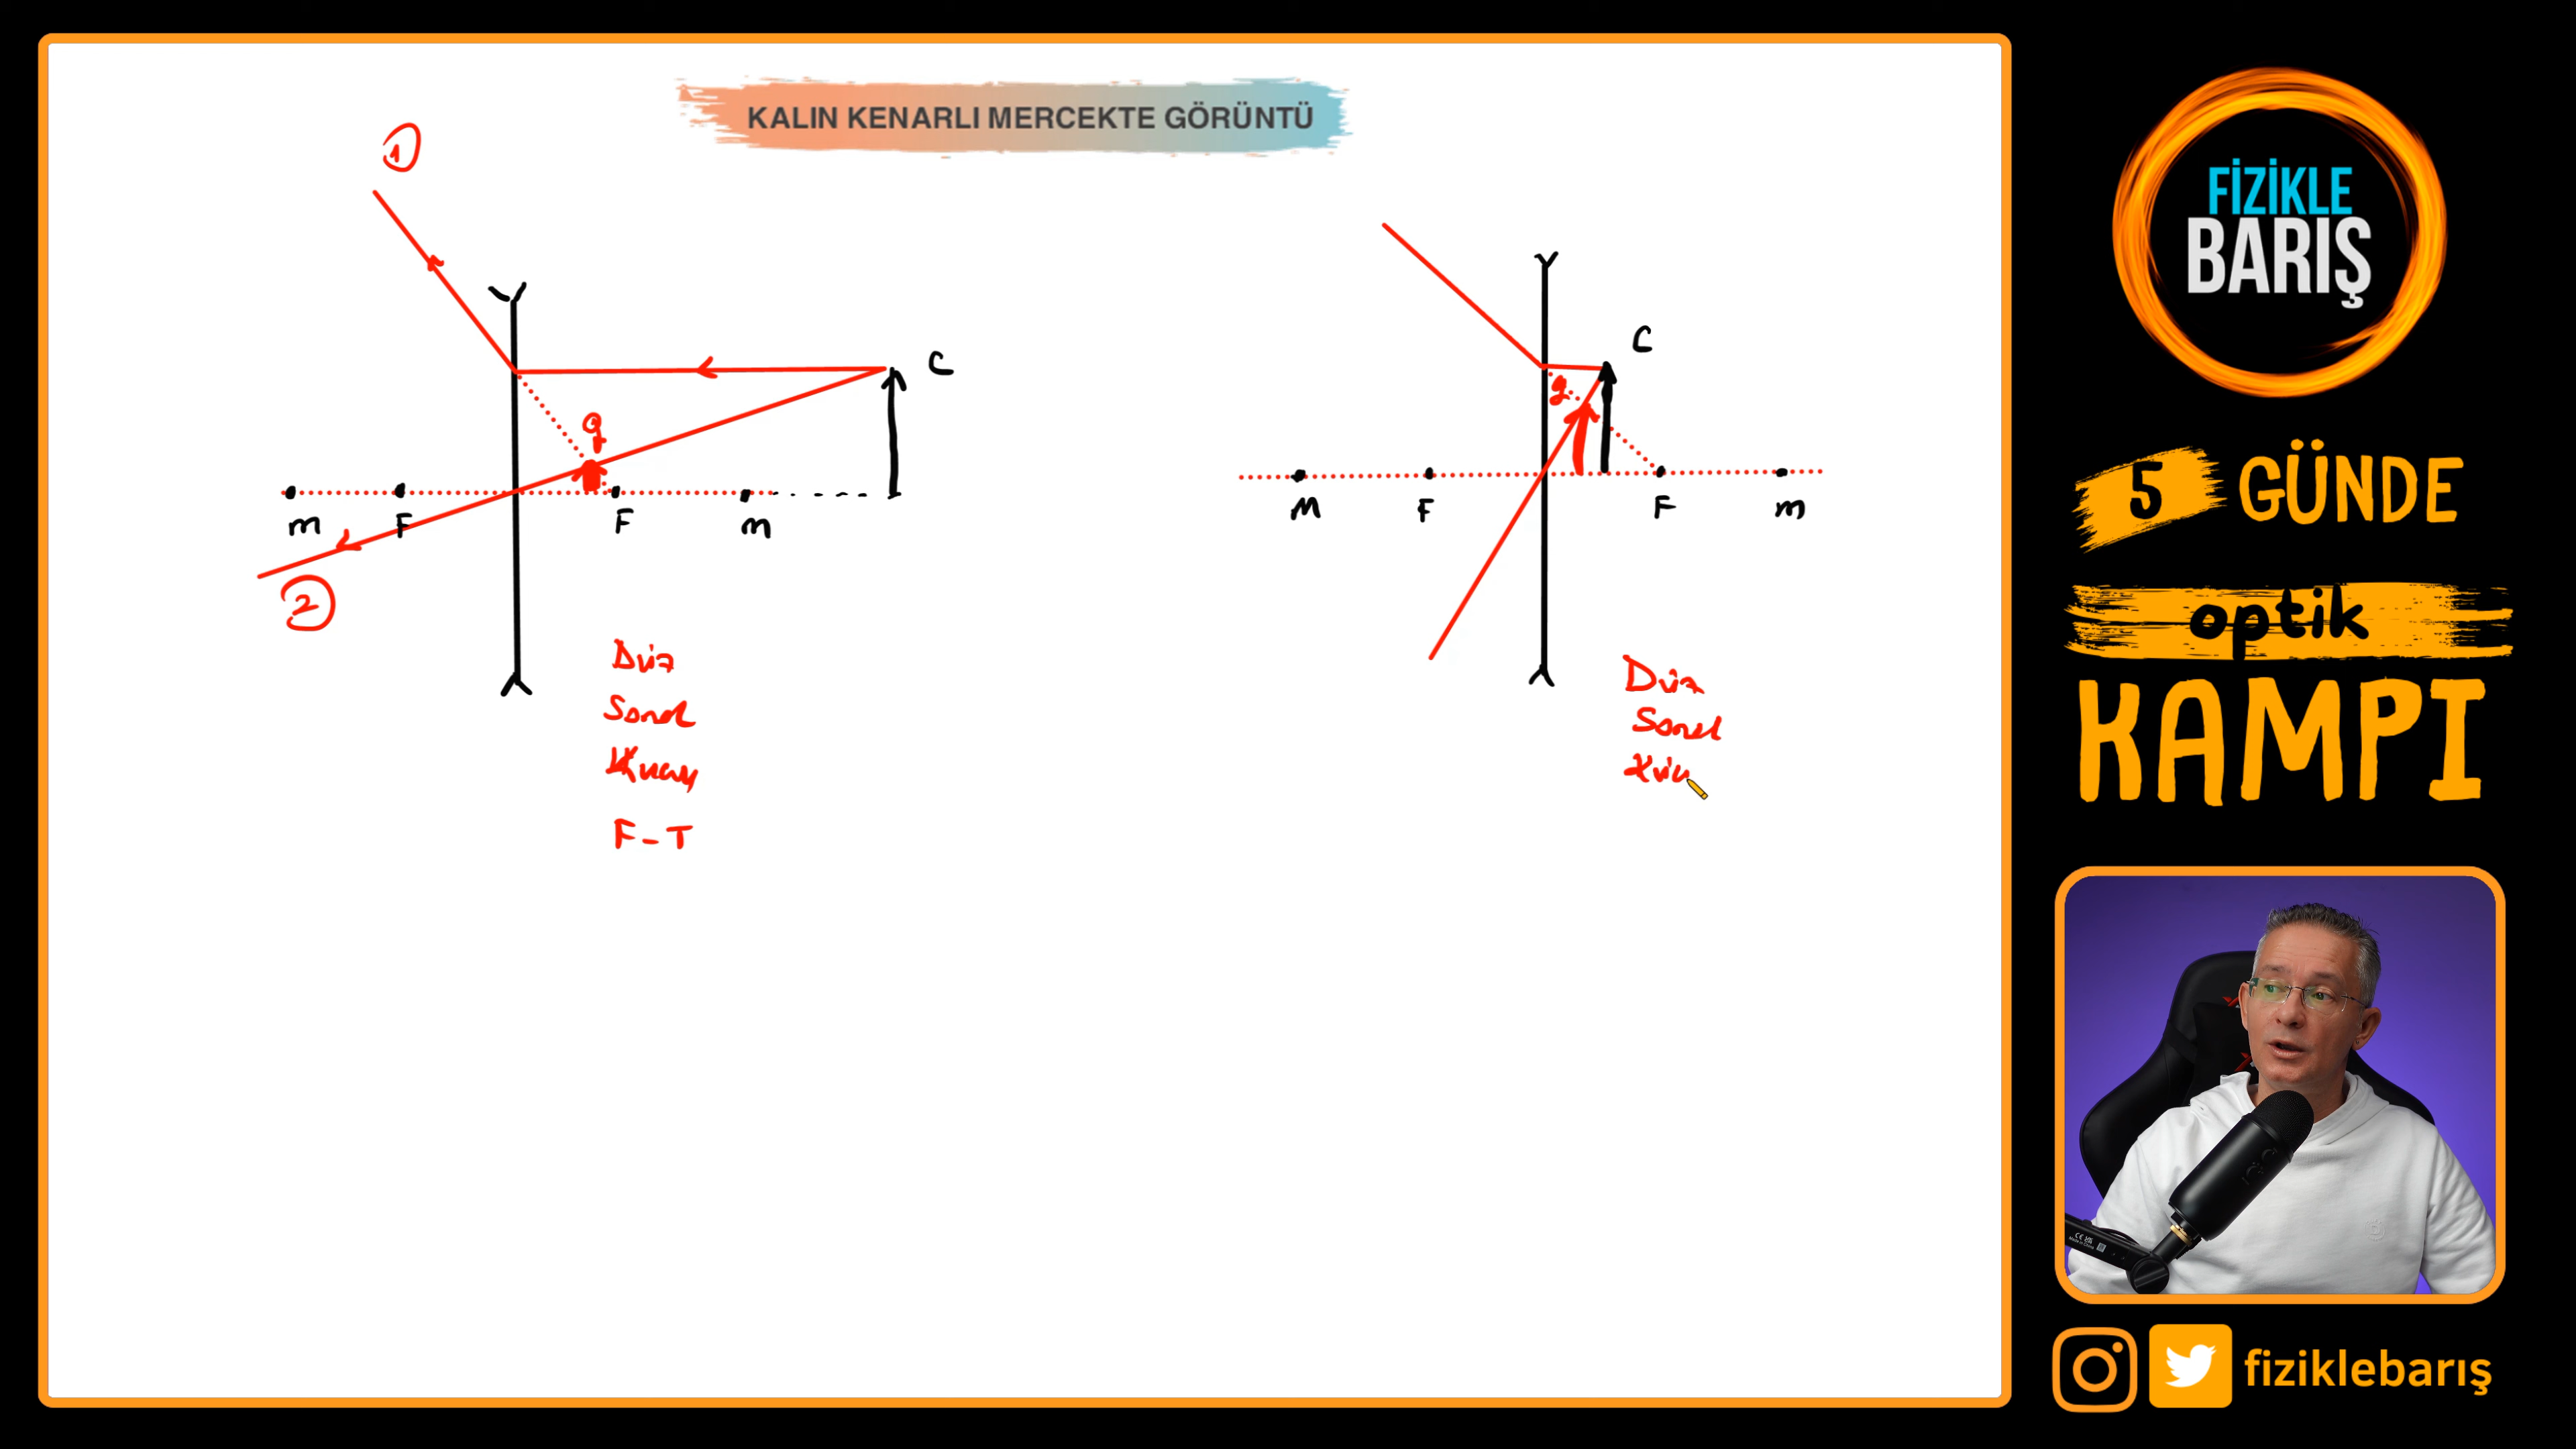 KALIN KENARLI MERCEKTE GÖRÜNTÜ
1
C
g
m F F m
2
Düz
Sanal
F-T
C
g
M F F m
Düz
Sanal
FİZİKLE
BARIŞ
5 GÜNDE
optik
KAMPI
fiziklebarış